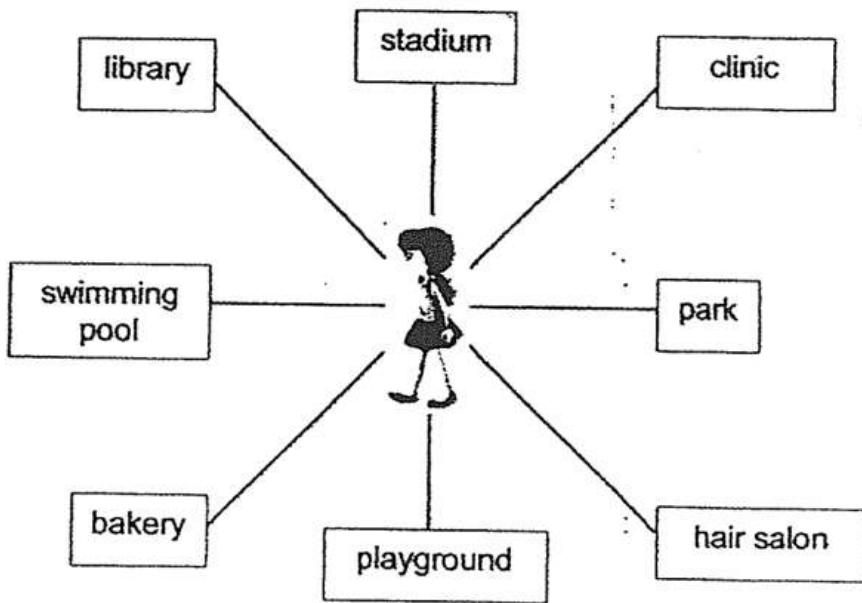 stadium
library
clinic
swimming
pool
park
bakery
playground
hair salon